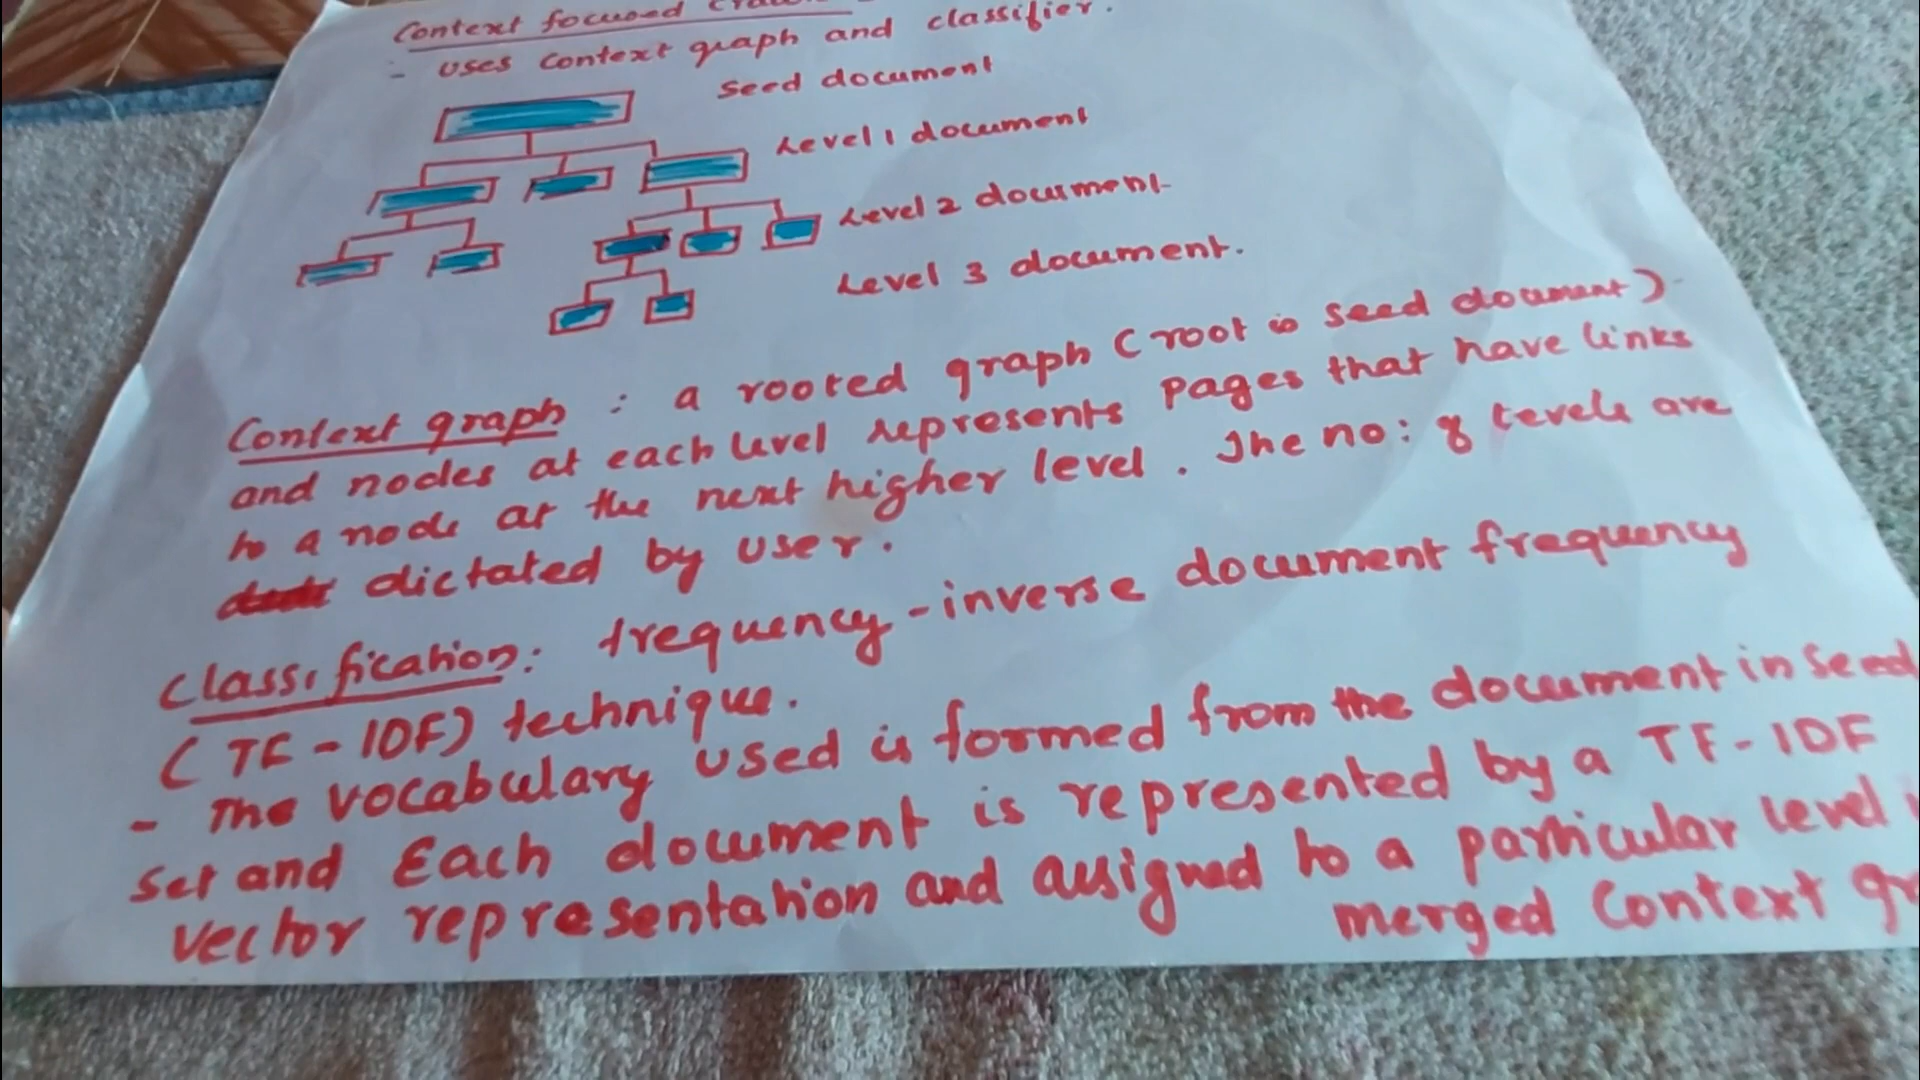 Context focused
- uses Context graph and classifier.
Seed document
Level 1 document
Level 2 document
Level 3 document.
Context graph : a rooted graph (root is seed document)
and nodes at each level represents pages that have links
to a node at the next higher level. The no: of levels are
dictated by user.
Classification: frequency - inverse document frequency
(TF - IDF) technique.
- The vocabulary used is formed from the document in seed
set and Each document is represented by a TF-IDF
vector representation and assigned to a particular level
merged Context